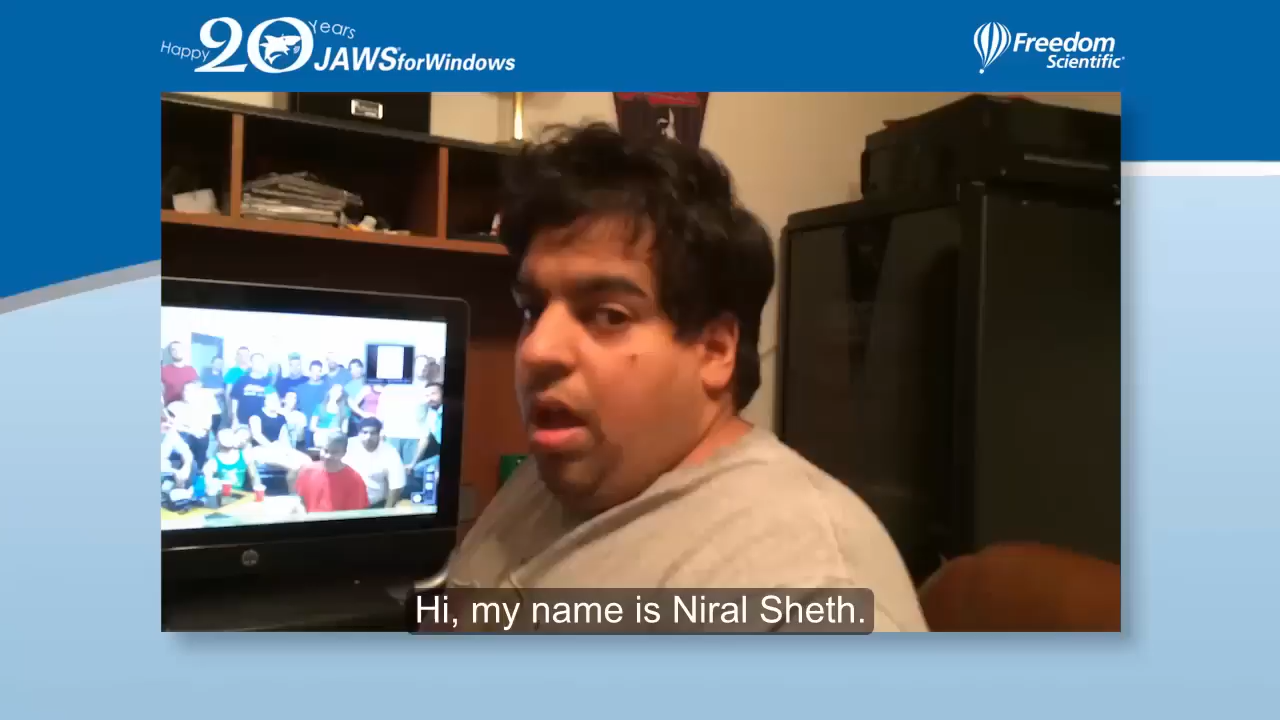 Happy 20 Years
JAWS for Windows
Freedom
Scientific
Hi, my name is Niral Sheth.